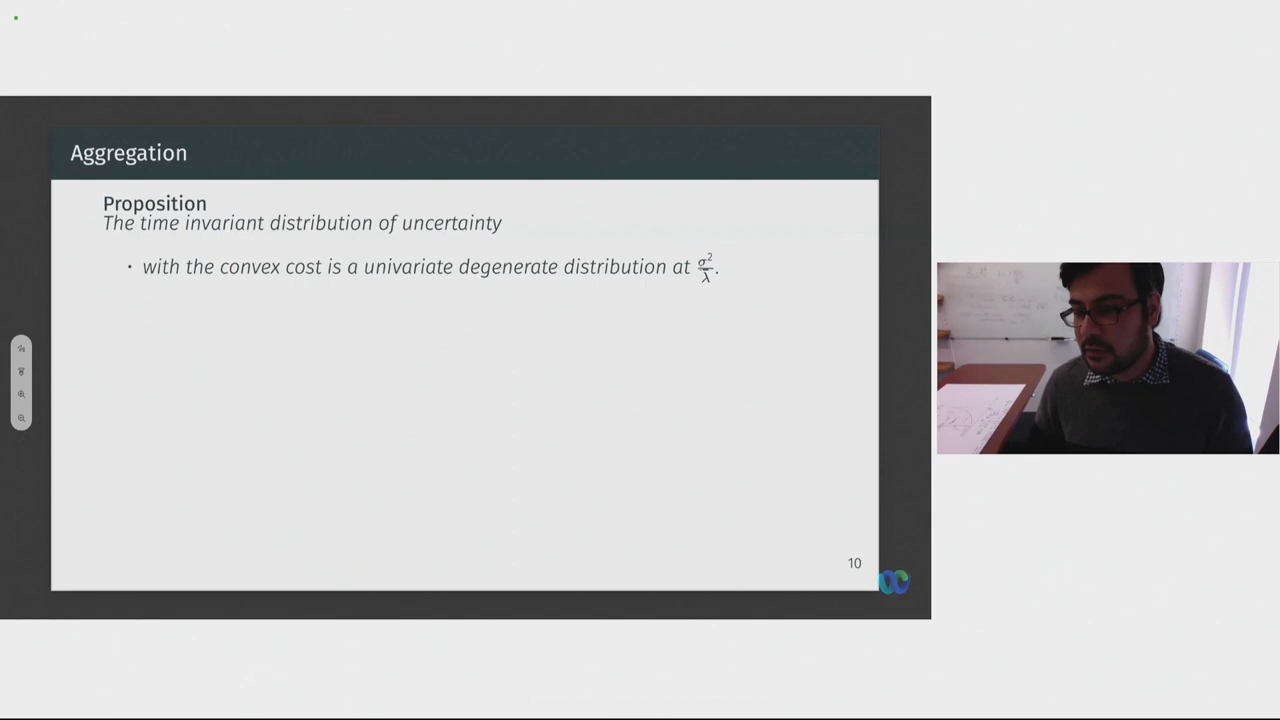 Aggregation
Proposition
The time invariant distribution of uncertainty
· with the convex cost is a univariate degenerate distribution at σ²/λ.
10